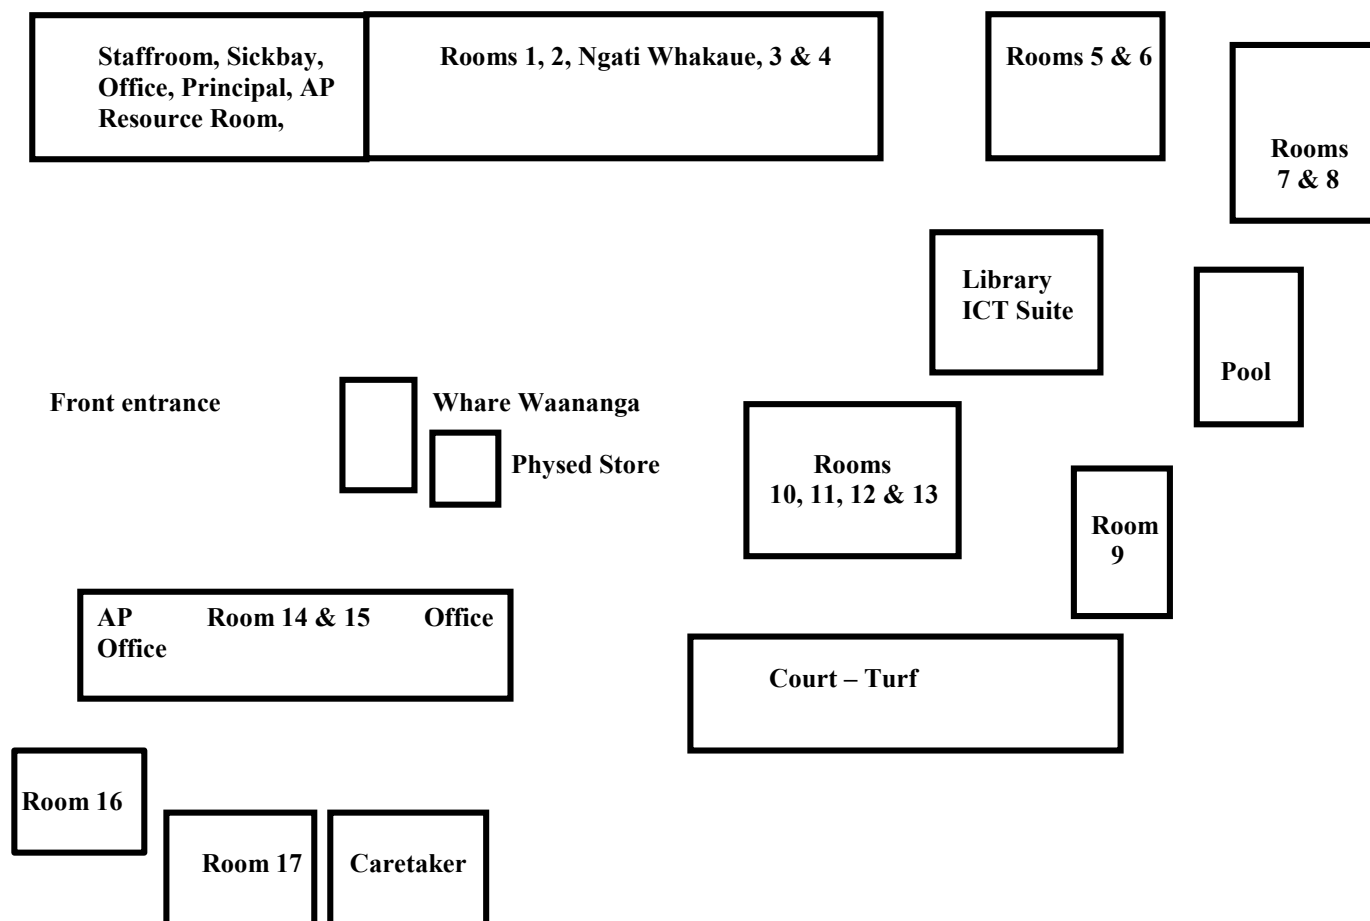 Staffroom, Sickbay,
Office, Principal, AP
Resource Room,
Rooms 1, 2, Ngati Whakaue, 3 & 4
Rooms 5 & 6
Rooms
7 & 8
Library
ICT Suite
Pool
Front entrance
Whare Waananga
Physed Store
Rooms
10, 11, 12 & 13
Room
9
AP Room 14 & 15 Office
Office
Court – Turf
Room 16
Room 17
Caretaker